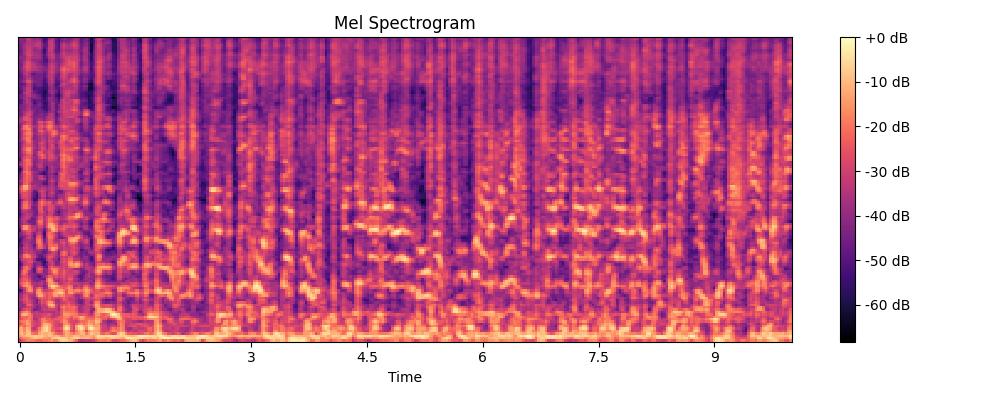 Mel Spectrogram
+0 dB
-10 dB
-20 dB
-30 dB
-40 dB
-50 dB
-60 dB
0
1.5
3
4.5
6
7.5
9
Time